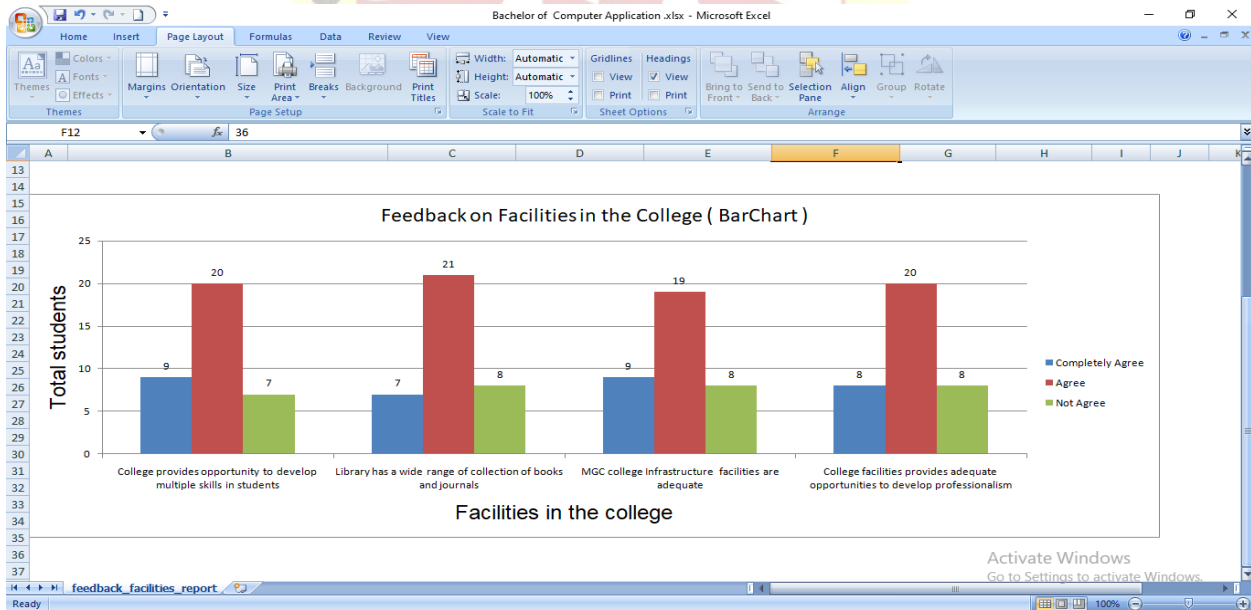 Bachelor of Computer Application .xlsx - Microsoft Excel
Home Insert Page Layout Formulas Data Review View
Themes
Colors
Fonts
Effects
Themes
Margins Orientation Size Print Area Breaks Background Print Titles
Page Setup
Width: Automatic
Height: Automatic
Scale: 100%
Scale to Fit
Gridlines Headings
View View
Print Print
Sheet Options
Bring to Front Send to Back Selection Pane Align Group Rotate
Arrange
F12 fx 36
A B C D E F G H I J K
13
14
15
16
17
18
19
20
21
22
23
24
25
26
27
28
29
30
31
32
33
34
35
36
37
Feedback on Facilities in the College ( BarChart )
Total students
25
20
15
10
5
0
9 20 7
7 21 8
9 19 8
8 20 8
College provides opportunity to develop
multiple skills in students
Library has a wide range of collection of books
and journals
MGC college Infrastructure facilities are
adequate
College facilities provides adequate
opportunities to develop professionalism
Facilities in the college
Completely Agree
Agree
Not Agree
Activate Windows
Go to Settings to activate Windows.
feedback_facilities_report
Ready 100%